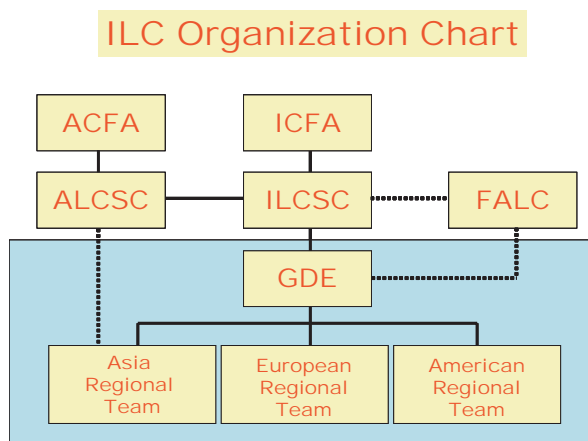 ILC Organization Chart
ACFA
ICFA
ALCSC
ILCSC
FALC
GDE
Asia
Regional
Team
European
Regional
Team
American
Regional
Team